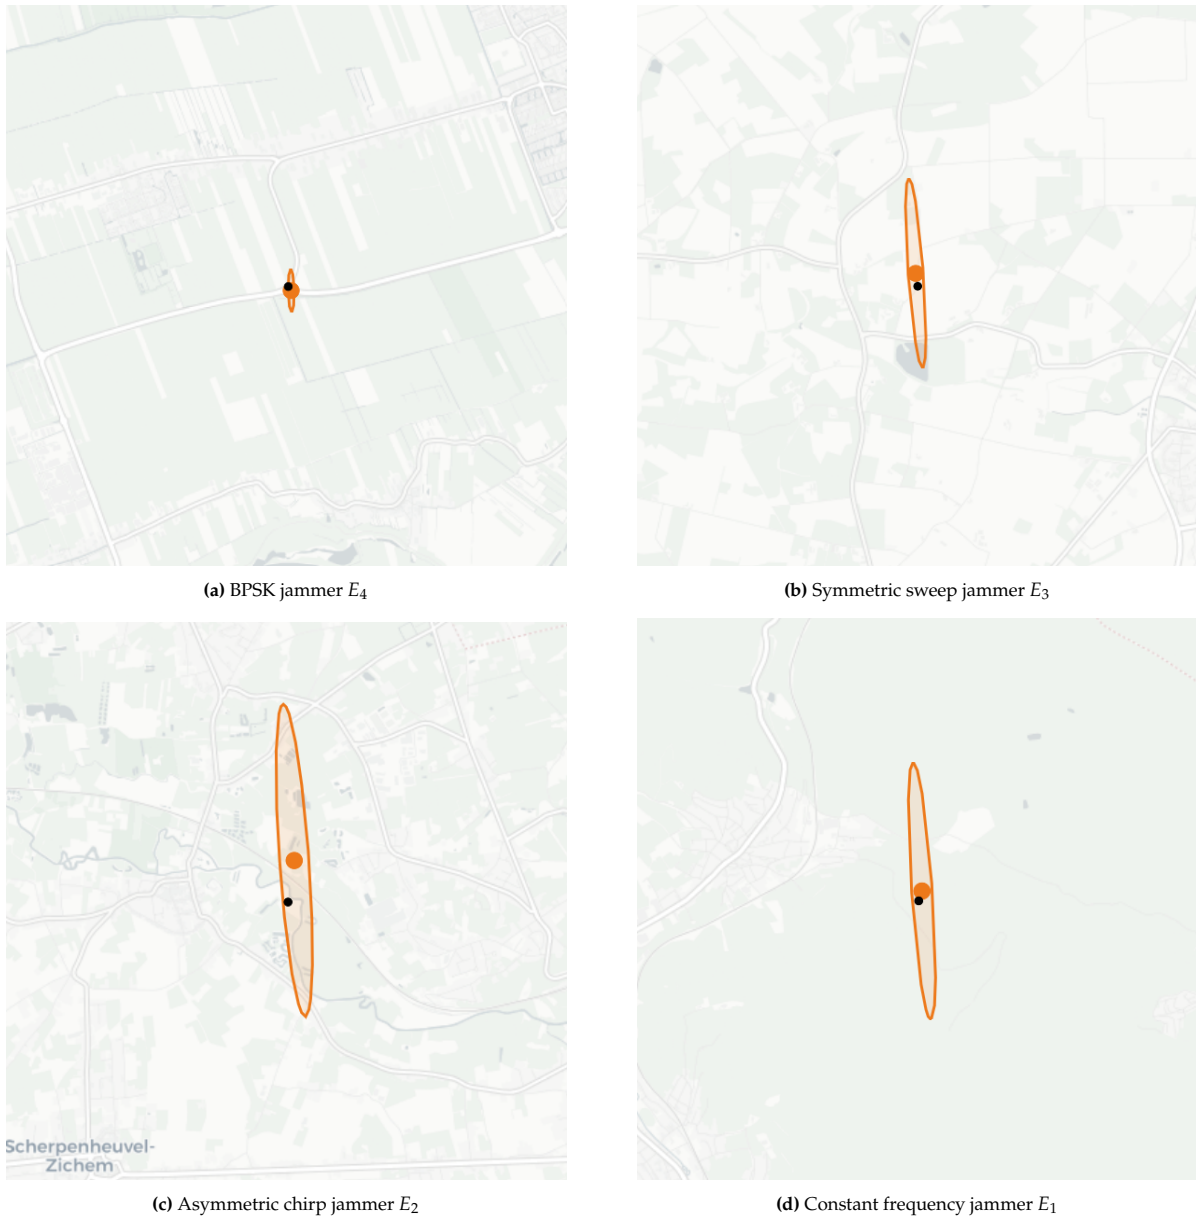 (a) BPSK jammer E4
(b) Symmetric sweep jammer E3
Scherpenheuvel-
Zichem
(c) Asymmetric chirp jammer E2
(d) Constant frequency jammer E1